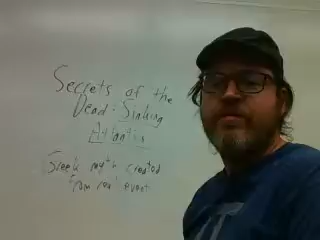 Secrets of the
Dead: Sinking
Atlantis
Greek myth created
from real event